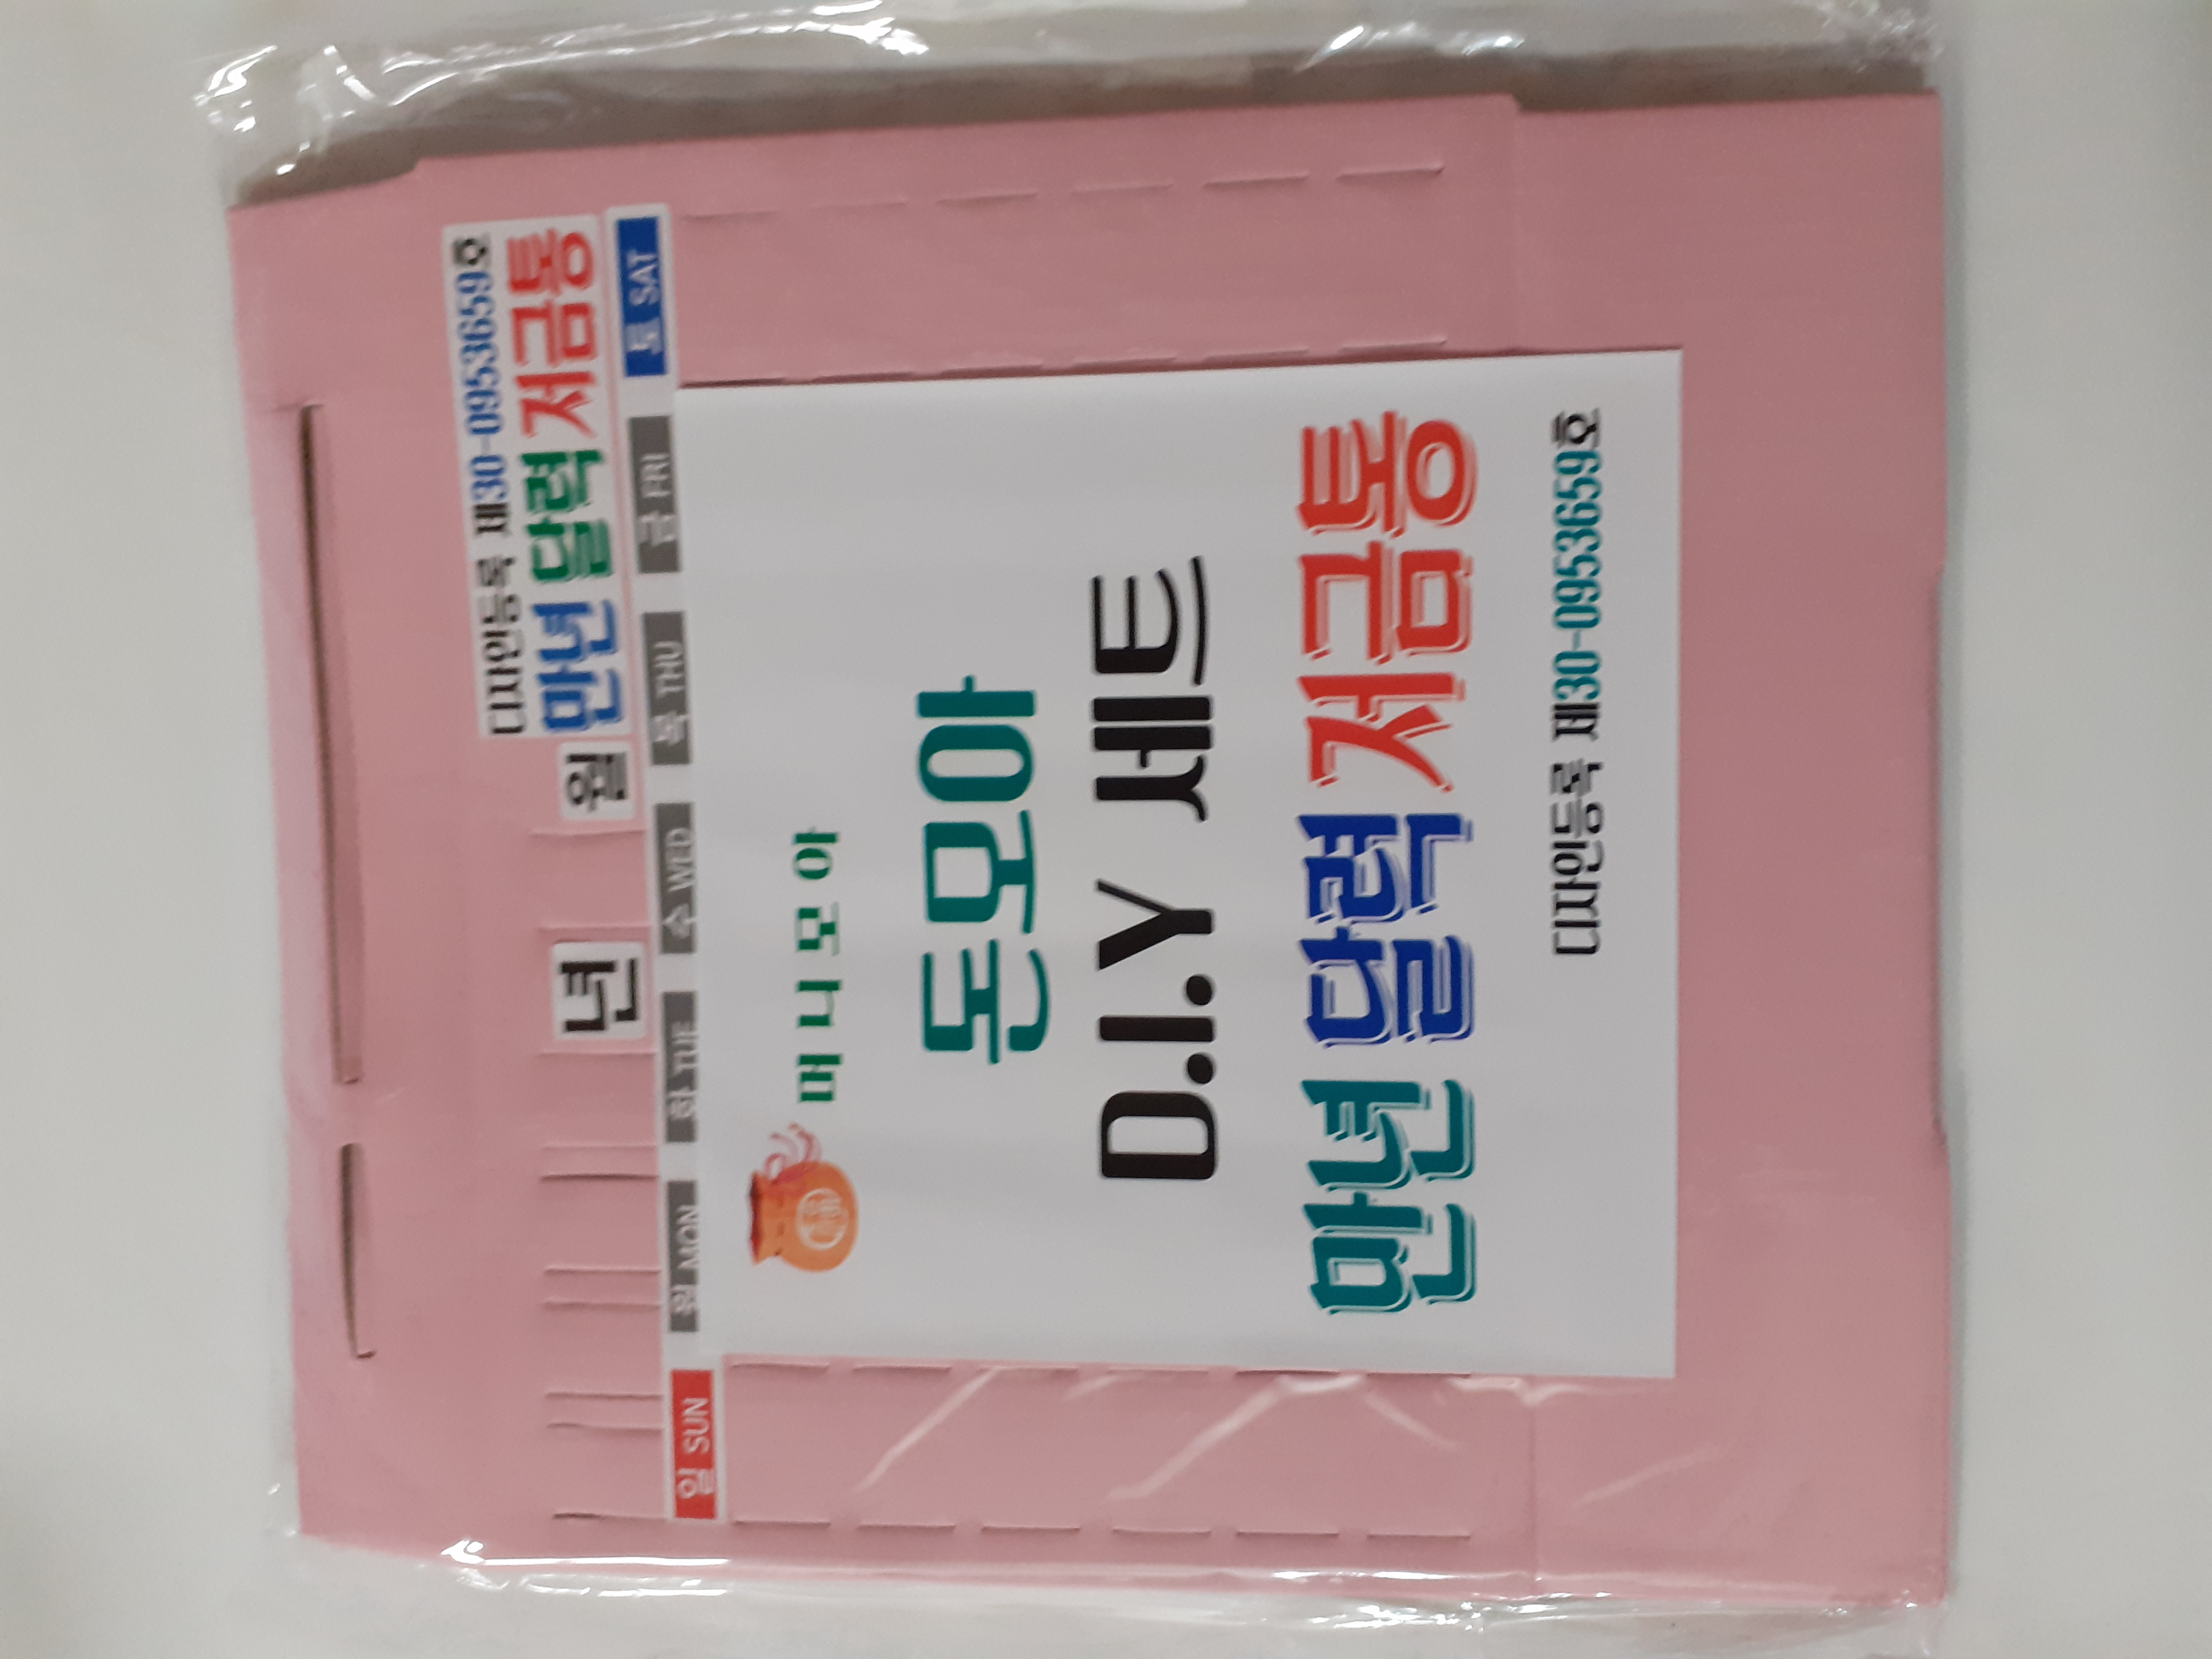 디자인등록 제30-0953659호
만년 달력 저금통
년 월
일 SUN 월 MON 화 TUE 수 WED 목 THU 금 FRI 토 SAT
머니모아
돈모아
D.I.Y 세트
만년 달력 저금통
디자인등록 제30-0953659호